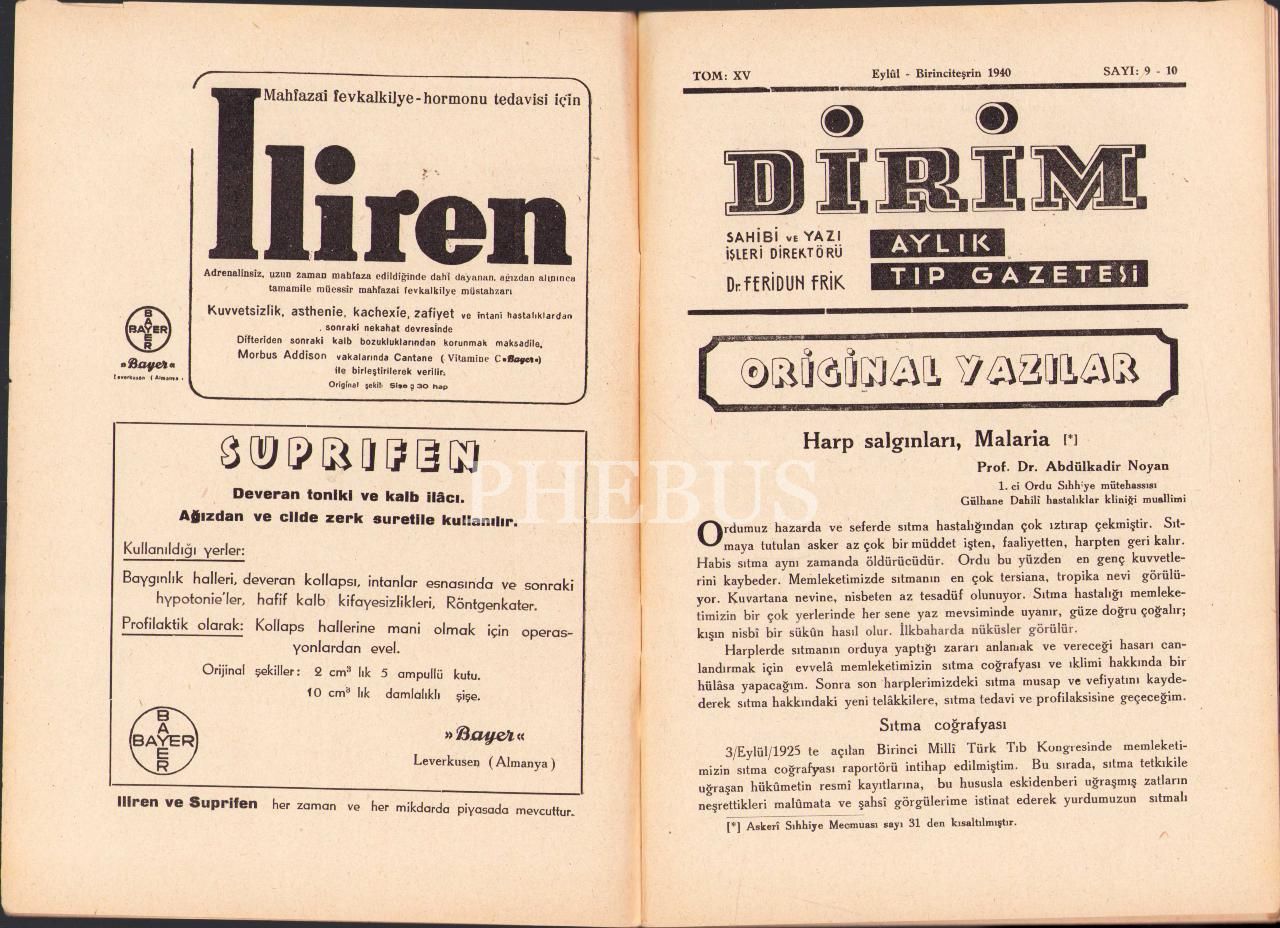 Mahfazai fevkalkilye-hormonu tedavisi için
Iliren
Adrenalinsiz, uzun zaman mahfaza edildiğinde dahî dayanan, ağızdan alınınca
tamamile müessir mahfazai fevkalkilye müstahzarı
Kuvvetsizlik, asthenie, kachexie, zafiyet ve intani hastalıklardan
sonraki nekahat devresinde
Difteriden sonraki kalb bozukluklarından korunmak maksadile,
Morbus Addison vakalarında Cantane ( Vitamine C »Bayer«)
ile birleştirilerek verilir.
Original şekil: Şişe 30 hap
BAYER
BAYER
»Bayer«
Leverkusen ( Almanya
SUPRIFEN
Deveran toniki ve kalb ilâcı.
Ağızdan ve cilde zerk suretile kullanılır.
Kullanıldığı yerler:
Baygınlık halleri, deveran kollapsı, intanlar esnasında ve sonraki
hypotonie'ler, hafif kalb kifayesizlikleri, Röntgenkater.
Profilaktik olarak: Kollaps hallerine mani olmak için operas-
yonlardan evel.
Orijinal şekiller: 2 cm³ lık 5 ampullü kutu.
10 cm³ lık damlalıklı şişe.
BAYER
BAYER
»Bayer«
Leverkusen ( Almanya )
Iliren ve Suprifen her zaman ve her mikdarda piyasada mevcuttur.
TOM: XV Eylûl - Birinciteşrin 1940 SAYI: 9 - 10
DİRİM
SAHİBİ ve YAZI
İŞLERİ DİREKTÖRÜ
Dr. FERİDUN FRİK
AYLIK
TIP GAZETESİ
ORİGİNAL YAZILAR
Harp salgınları, Malaria [*]
Prof. Dr. Abdülkadir Noyan
1. ci Ordu Sıhhiye mütehassısı
Gülhane Dahilî hastalıklar kliniği muallimi
Ordumuz hazarda ve seferde sıtma hastalığından çok ıztırap çekmiştir. Sıt-
maya tutulan asker az çok bir müddet işten, faaliyetten, harpten geri kalır.
Habis sıtma aynı zamanda öldürücüdür. Ordu bu yüzden en genç kuvvetle-
rini kaybeder. Memleketimizde sıtmanın en çok tersiana, tropika nevi görülü-
yor. Kuvartana nevine, nisbeten az tesadüf olunuyor. Sıtma hastalığı memleke-
timizin bir çok yerlerinde her sene yaz mevsiminde uyanır, güze doğru çoğalır;
kışın nisbî bir sükûn hasıl olur. İlkbaharda nüküsler görülür.
Harplerde sıtmanın orduya yaptığı zararı anlamak ve vereceği hasarı can-
landırmak için evvelâ memleketimizin sıtma coğrafyası ve iklimi hakkında bir
hülâsa yapacağım. Sonra son harplerimizdeki sıtma musap ve vefiyatını kayde-
derek sıtma hakkındaki yeni telâkkilere, sıtma tedavi ve profilaksisine geçeceğim.
Sıtma coğrafyası
3/Eylül/1925 te açılan Birinci Millî Türk Tıb Kongresinde memleketi-
mizin sıtma coğrafyası raportörü intihap edilmiştim. Bu sırada, sıtma tetkikile
uğraşan hükûmetin resmî kayıtlarına, bu hususla eskidenberi uğraşmış zatların
neşrettikleri malûmata ve şahsî görgülerime istinat ederek yurdumuzun sıtmalı
[*] Askerî Sıhhiye Mecmuası sayı 31 den kısaltılmıştır.
PHEBUS